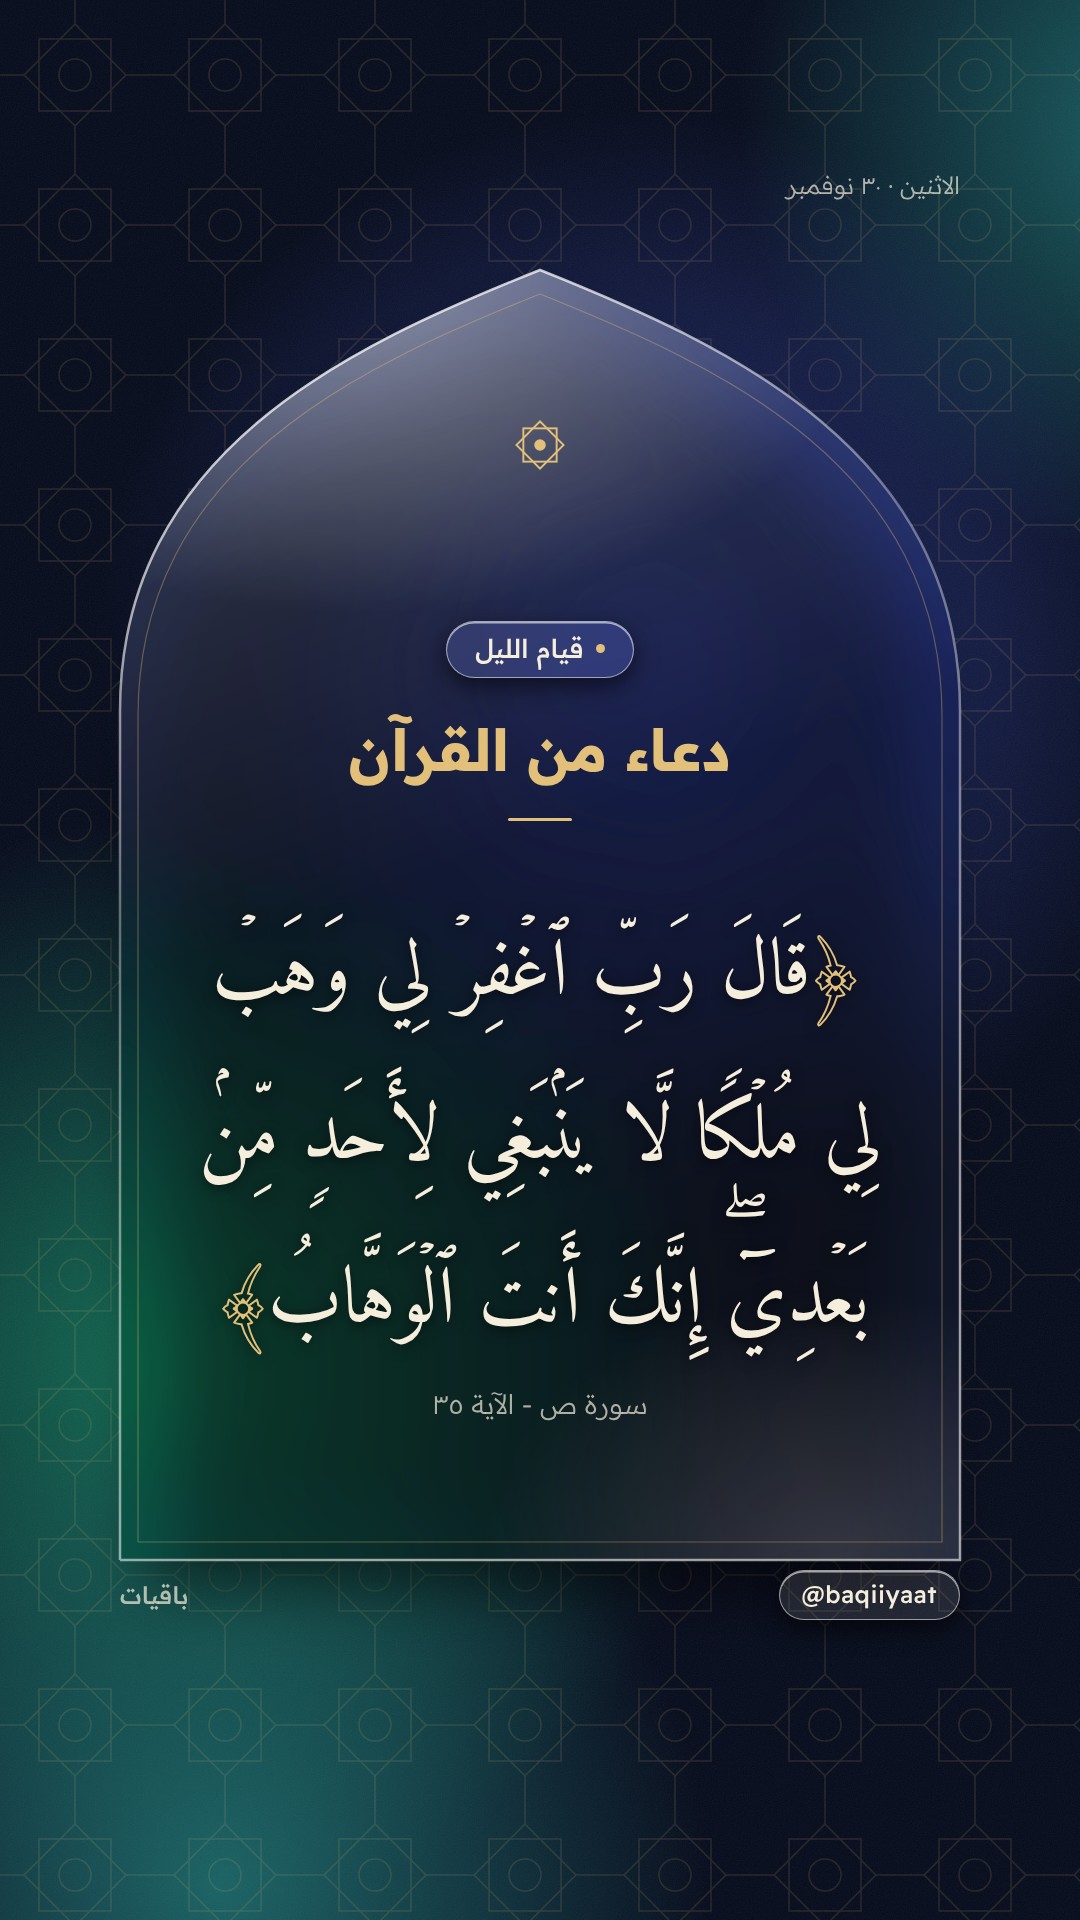 الاثنين · ٣٠ نوفمبر
قيام الليل
دعاء من القرآن
﴿قَالَ رَبِّ ٱغۡفِرۡ لِي وَهَبۡ
لِي مُلۡكٗا لَّا يَنۢبَغِي لِأَحَدٖ مِّنۢ
بَعۡدِيٓۖ إِنَّكَ أَنتَ ٱلۡوَهَّابُ﴾
سورة ص - الآية ٣٥
@baqiiyaat
باقيات